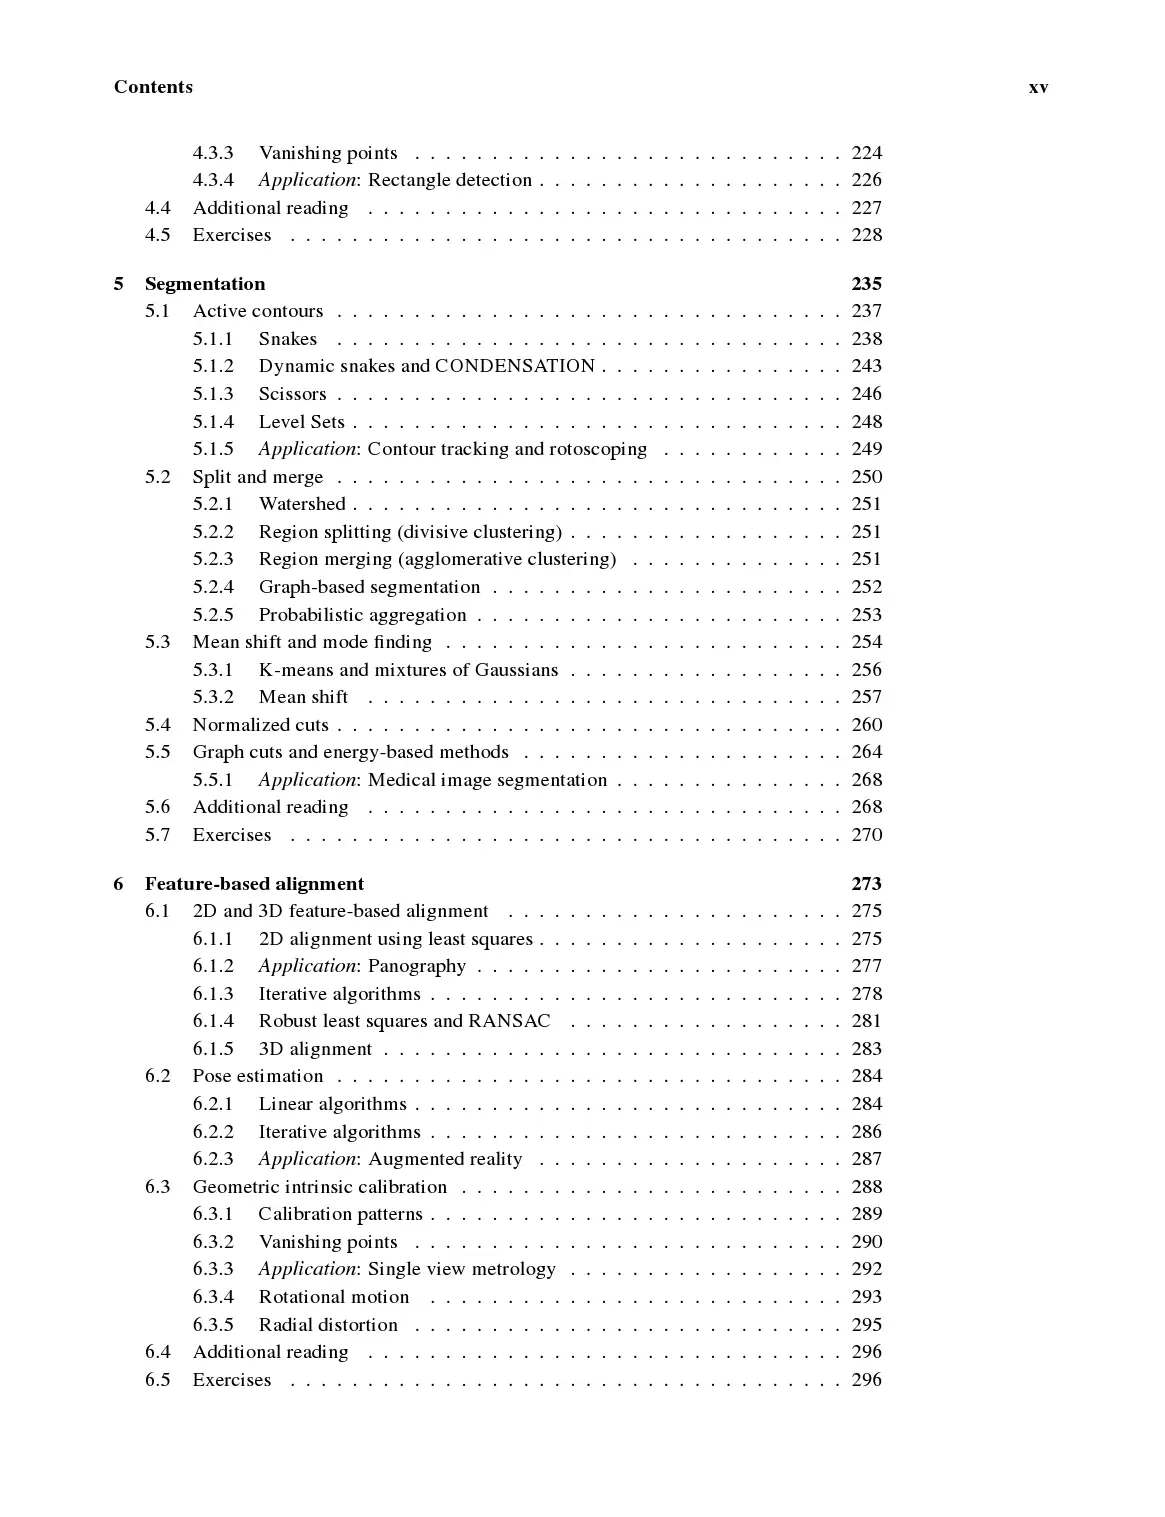 Contents xv
4.3.3 Vanishing points . . . . . . . . . . . . . . . . . . . . . . . . . . . . 224
4.3.4 Application: Rectangle detection . . . . . . . . . . . . . . . . . . . . 226
4.4 Additional reading . . . . . . . . . . . . . . . . . . . . . . . . . . . . . . . 227
4.5 Exercises . . . . . . . . . . . . . . . . . . . . . . . . . . . . . . . . . . . . 228
5 Segmentation 235
5.1 Active contours . . . . . . . . . . . . . . . . . . . . . . . . . . . . . . . . . 237
5.1.1 Snakes . . . . . . . . . . . . . . . . . . . . . . . . . . . . . . . . . 238
5.1.2 Dynamic snakes and CONDENSATION . . . . . . . . . . . . . . . . 243
5.1.3 Scissors . . . . . . . . . . . . . . . . . . . . . . . . . . . . . . . . . 246
5.1.4 Level Sets . . . . . . . . . . . . . . . . . . . . . . . . . . . . . . . . 248
5.1.5 Application: Contour tracking and rotoscoping . . . . . . . . . . . . 249
5.2 Split and merge . . . . . . . . . . . . . . . . . . . . . . . . . . . . . . . . . 250
5.2.1 Watershed . . . . . . . . . . . . . . . . . . . . . . . . . . . . . . . . 251
5.2.2 Region splitting (divisive clustering) . . . . . . . . . . . . . . . . . . 251
5.2.3 Region merging (agglomerative clustering) . . . . . . . . . . . . . . 251
5.2.4 Graph-based segmentation . . . . . . . . . . . . . . . . . . . . . . . 252
5.2.5 Probabilistic aggregation . . . . . . . . . . . . . . . . . . . . . . . . 253
5.3 Mean shift and mode finding . . . . . . . . . . . . . . . . . . . . . . . . . . 254
5.3.1 K-means and mixtures of Gaussians . . . . . . . . . . . . . . . . . . 256
5.3.2 Mean shift . . . . . . . . . . . . . . . . . . . . . . . . . . . . . . . 257
5.4 Normalized cuts . . . . . . . . . . . . . . . . . . . . . . . . . . . . . . . . . 260
5.5 Graph cuts and energy-based methods . . . . . . . . . . . . . . . . . . . . . 264
5.5.1 Application: Medical image segmentation . . . . . . . . . . . . . . . 268
5.6 Additional reading . . . . . . . . . . . . . . . . . . . . . . . . . . . . . . . 268
5.7 Exercises . . . . . . . . . . . . . . . . . . . . . . . . . . . . . . . . . . . . 270
6 Feature-based alignment 273
6.1 2D and 3D feature-based alignment . . . . . . . . . . . . . . . . . . . . . . 275
6.1.1 2D alignment using least squares . . . . . . . . . . . . . . . . . . . . 275
6.1.2 Application: Panography . . . . . . . . . . . . . . . . . . . . . . . . 277
6.1.3 Iterative algorithms . . . . . . . . . . . . . . . . . . . . . . . . . . . 278
6.1.4 Robust least squares and RANSAC . . . . . . . . . . . . . . . . . . 281
6.1.5 3D alignment . . . . . . . . . . . . . . . . . . . . . . . . . . . . . . 283
6.2 Pose estimation . . . . . . . . . . . . . . . . . . . . . . . . . . . . . . . . . 284
6.2.1 Linear algorithms . . . . . . . . . . . . . . . . . . . . . . . . . . . . 284
6.2.2 Iterative algorithms . . . . . . . . . . . . . . . . . . . . . . . . . . . 286
6.2.3 Application: Augmented reality . . . . . . . . . . . . . . . . . . . . 287
6.3 Geometric intrinsic calibration . . . . . . . . . . . . . . . . . . . . . . . . . 288
6.3.1 Calibration patterns . . . . . . . . . . . . . . . . . . . . . . . . . . . 289
6.3.2 Vanishing points . . . . . . . . . . . . . . . . . . . . . . . . . . . . 290
6.3.3 Application: Single view metrology . . . . . . . . . . . . . . . . . . 292
6.3.4 Rotational motion . . . . . . . . . . . . . . . . . . . . . . . . . . . 293
6.3.5 Radial distortion . . . . . . . . . . . . . . . . . . . . . . . . . . . . 295
6.4 Additional reading . . . . . . . . . . . . . . . . . . . . . . . . . . . . . . . 296
6.5 Exercises . . . . . . . . . . . . . . . . . . . . . . . . . . . . . . . . . . . . 296